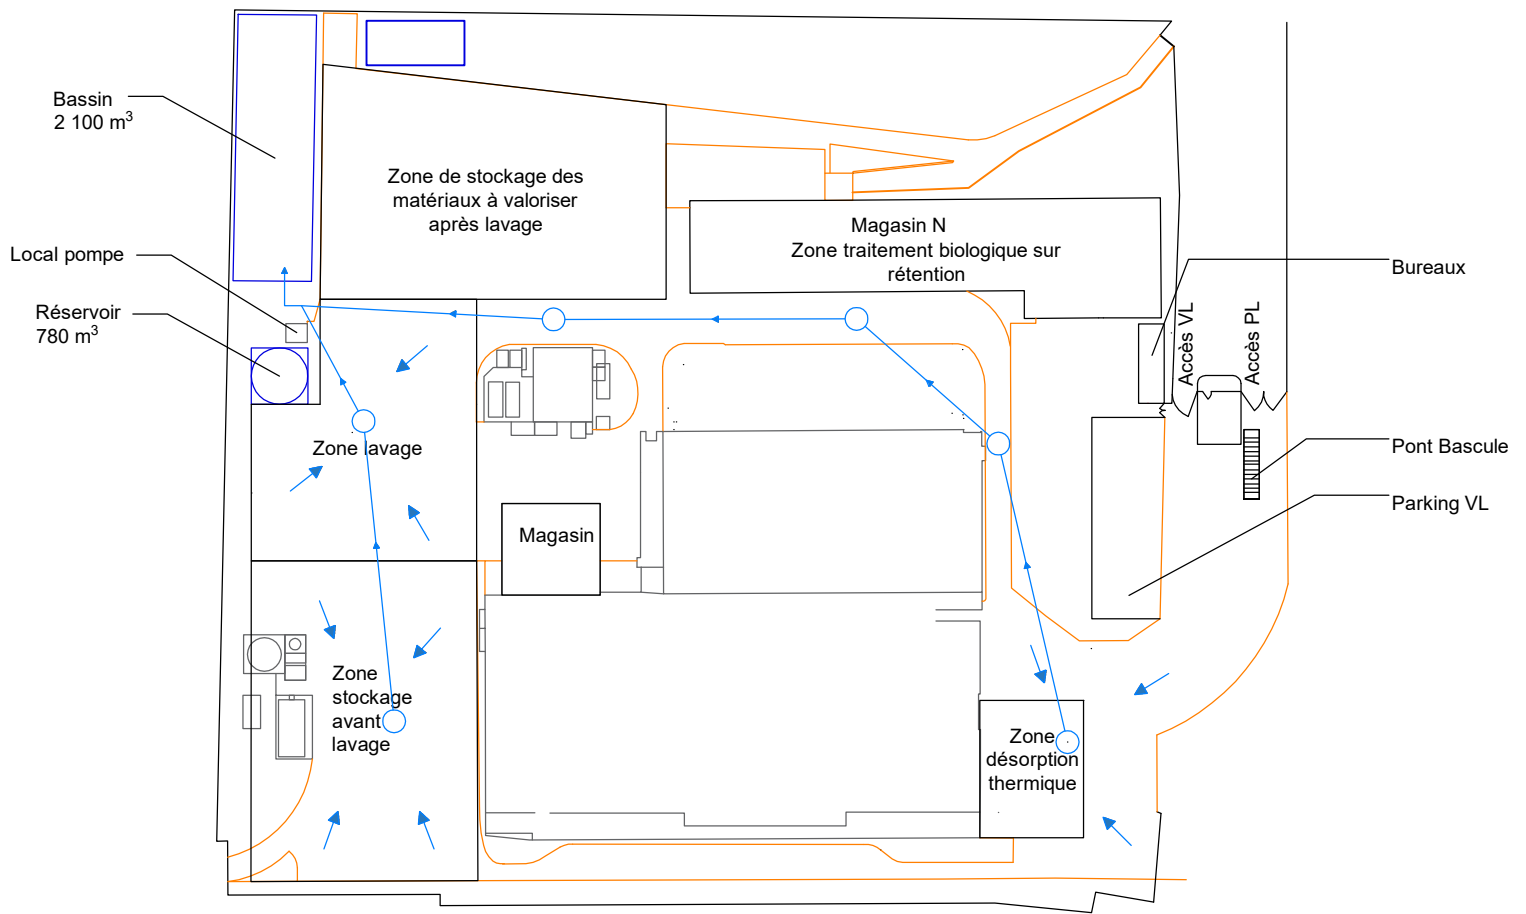 Bassin
2 100 m³
Zone de stockage des
matériaux à valoriser
après lavage
Magasin N
Zone traitement biologique sur
rétention
Local pompe
Réservoir
780 m³
Bureaux
Accès VL
Accès PL
Zone lavage
Pont Bascule
Parking VL
Magasin
Zone
stockage
avant
lavage
Zone
désorption
thermique